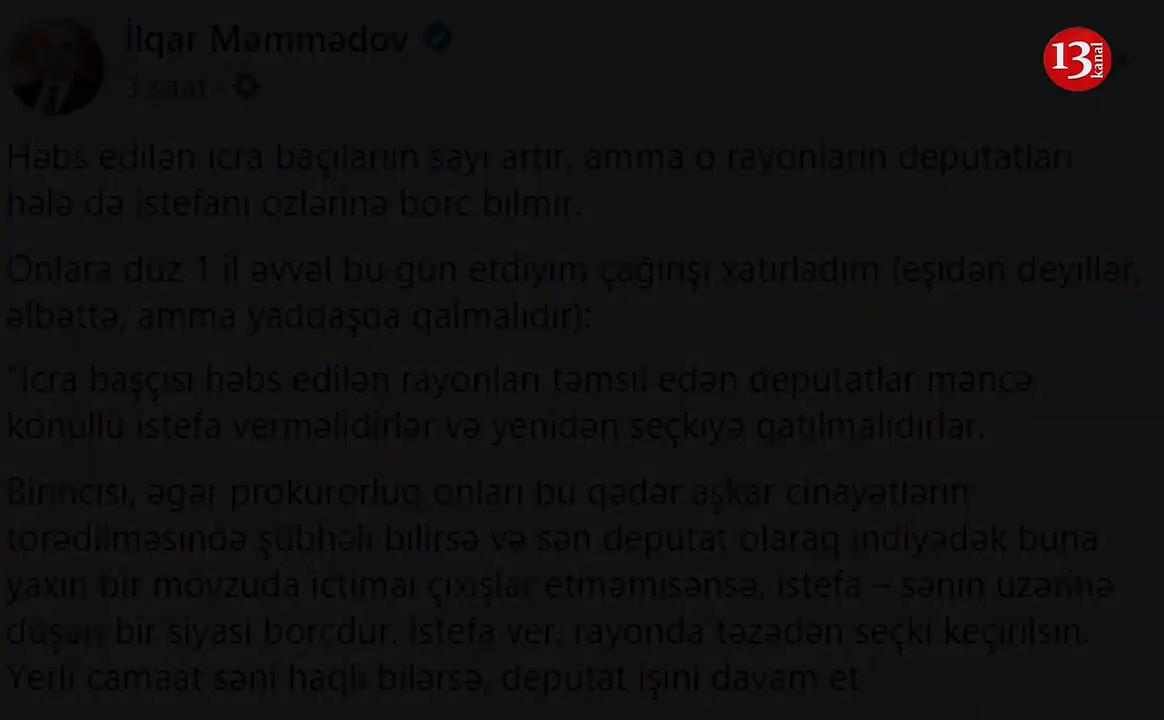 İlqar Məmmədov
3 saat
13 kanal
Həbs edilən icra başçılarının sayı artır, amma o rayonların deputatları
hələ də istefanı özlərinə borc bilmir.
Onlara düz 1 il əvvəl bu gün etdiyim çağırışı xatırladım (eşidən deyillər,
əlbəttə, amma yaddaşda qalmalıdır):
"İcra başçısı həbs edilən rayonları təmsil edən deputatlar məncə
könüllü istefa verməlidirlər və yenidən seçkiyə qatılmalıdırlar.
Birincisi, əgər prokurorluq onları bu qədər aşkar cinayətlərin
törədilməsində şübhəli bilirsə və sən deputat olaraq indiyədək buna
yaxın bir mövzuda ictimai çıxışlar etməmisənsə, istefa – sənin üzərinə
düşən bir siyasi borcdur. İstefa ver, rayonda təzədən seçki keçirilsin.
Yerli camaat səni haqlı bilərsə, deputat işini davam et